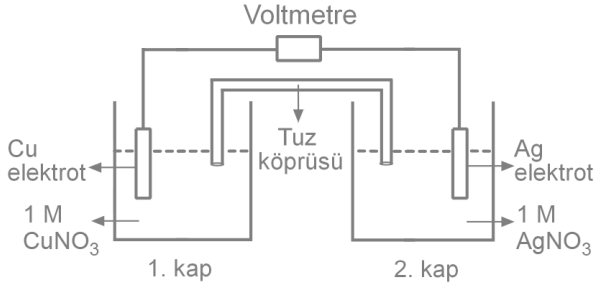 Voltmetre
Tuz
köprüsü
Cu
elektrot
1 M
CuNO₃
Ag
elektrot
1 M
AgNO₃
1. kap
2. kap